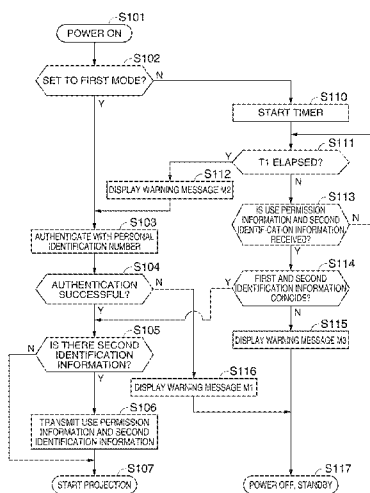 S101
POWER ON
S102
SET TO FIRST MODE?
N
Y
S110
START TIMER
S111
T1 ELAPSED?
Y
N
S112
DISPLAY WARNING MESSAGE M2
S113
IS USE PERMISSION
INFORMATION AND SECOND
IDENTIFICATION INFORMATION
RECEIVED?
N
Y
S103
AUTHENTICATE WITH PERSONAL
IDENTIFICATION NUMBER
S104
AUTHENTICATION
SUCCESSFUL?
N
Y
S114
FIRST AND SECOND
IDENTIFICATION INFORMATION
COINCIDE?
Y
N
S105
IS THERE SECOND
IDENTIFICATION
INFORMATION?
N
Y
S115
DISPLAY WARNING MESSAGE M3
S116
DISPLAY WARNING MESSAGE M1
S106
TRANSMIT USE PERMISSION
INFORMATION AND SECOND
IDENTIFICATION INFORMATION
S107
START PROJECTION
S117
POWER OFF, STANDBY